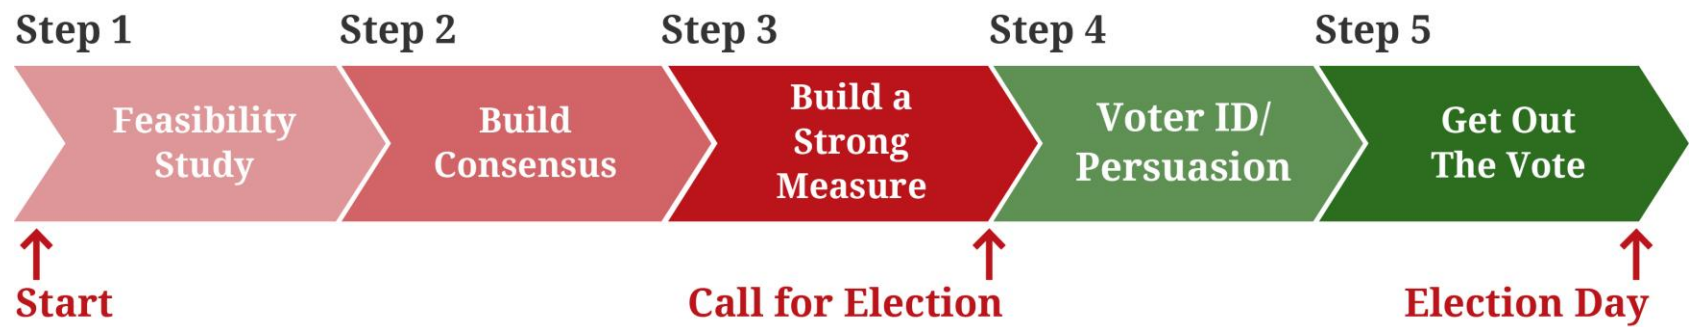 Step 1
Step 2
Step 3
Step 4
Step 5
Feasibility
Study
Build
Consensus
Build a
Strong
Measure
Voter ID/
Persuasion
Get Out
The Vote
Start
Call for Election
Election Day